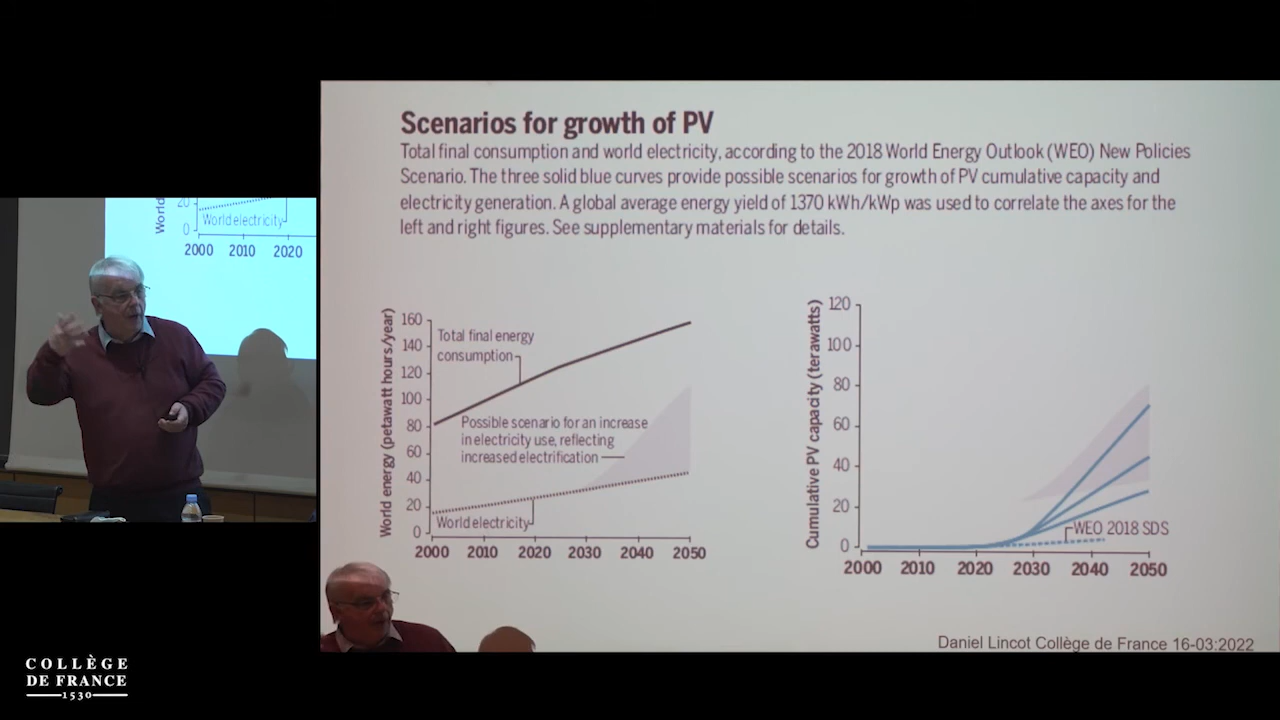 Scenarios for growth of PV
Total final consumption and world electricity, according to the 2018 World Energy Outlook (WEO) New Policies
Scenario. The three solid blue curves provide possible scenarios for growth of PV cumulative capacity and
electricity generation. A global average energy yield of 1370 kWh/kWp was used to correlate the axes for the
left and right figures. See supplementary materials for details.
World energy (petawatt hours/year)
160
140
120
100
80
60
40
20
0
Total final energy
consumption
Possible scenario for an increase
in electricity use, reflecting
increased electrification
World electricity
2000 2010 2020 2030 2040 2050
Cumulative PV capacity (terawatts)
120
100
80
60
40
20
0
WEO 2018 SDS
2000 2010 2020 2030 2040 2050
Daniel Lincot Collège de France 16-03:2022
World
20
0
World electricity
2000 2010 2020
COLLÈGE
DE FRANCE
1530